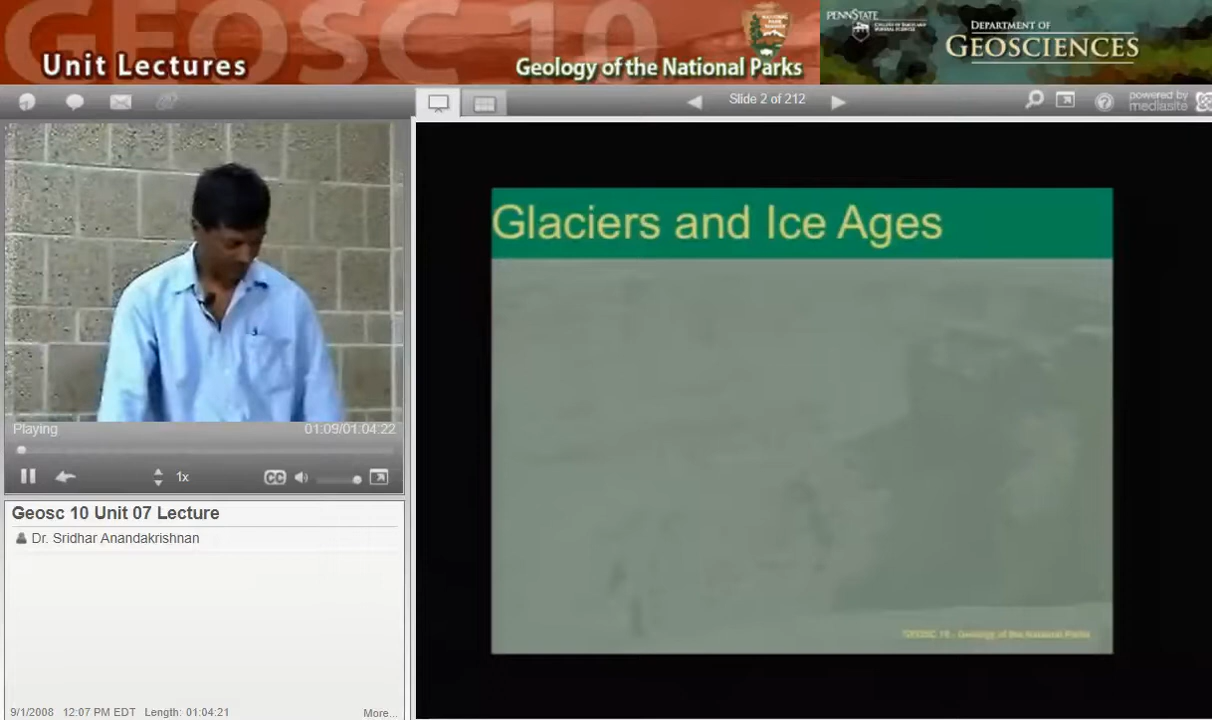 GEOSC 10
Unit Lectures
Geology of the National Parks
NATIONAL PARK SERVICE
PENNSTATE
DEPARTMENT OF
GEOSCIENCES
Slide 2 of 212
powered by
mediasite
Glaciers and Ice Ages
GEOSC 10 - Geology of the National Parks
Playing
01:09/01:04:22
1x
CC
Geosc 10 Unit 07 Lecture
Dr. Sridhar Anandakrishnan
9/1/2008 12:07 PM EDT Length: 01:04:21
More...